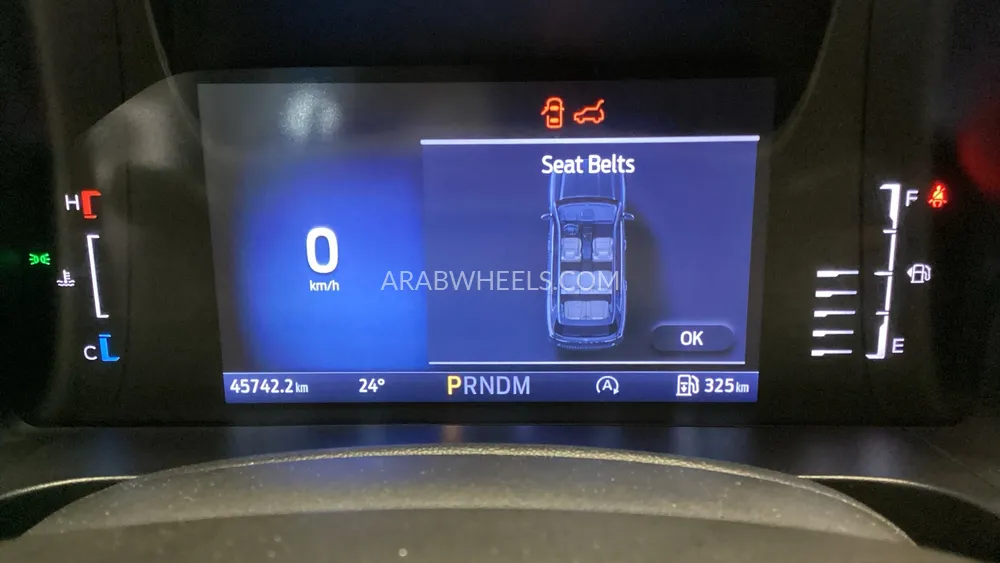 Seat Belts
H
F
0
km/h
ARABWHEELS.COM
OK
C
E
45742.2 km
24°
PRNDM
A
325 km